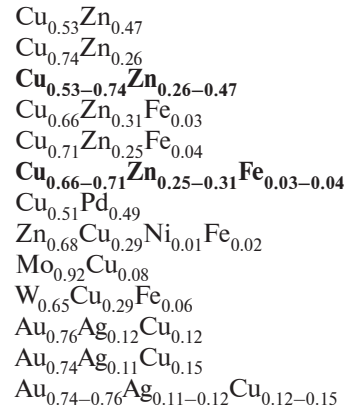 Cu₀.₅₃Zn₀.₄₇
Cu₀.₇₄Zn₀.₂₆
Cu₀.₅₃₋₀.₇₄Zn₀.₂₆₋₀.₄₇
Cu₀.₆₆Zn₀.₃₁Fe₀.₀₃
Cu₀.₇₁Zn₀.₂₅Fe₀.₀₄
Cu₀.₆₆₋₀.₇₁Zn₀.₂₅₋₀.₃₁Fe₀.₀₃₋₀.₀₄
Cu₀.₅₁Pd₀.₄₉
Zn₀.₆₈Cu₀.₂₉Ni₀.₀₁Fe₀.₀₂
Mo₀.₉₂Cu₀.₀₈
W₀.₆₅Cu₀.₂₉Fe₀.₀₆
Au₀.₇₆Ag₀.₁₂Cu₀.₁₂
Au₀.₇₄Ag₀.₁₁Cu₀.₁₅
Au₀.₇₄₋₀.₇₆Ag₀.₁₁₋₀.₁₂Cu₀.₁₂₋₀.₁₅